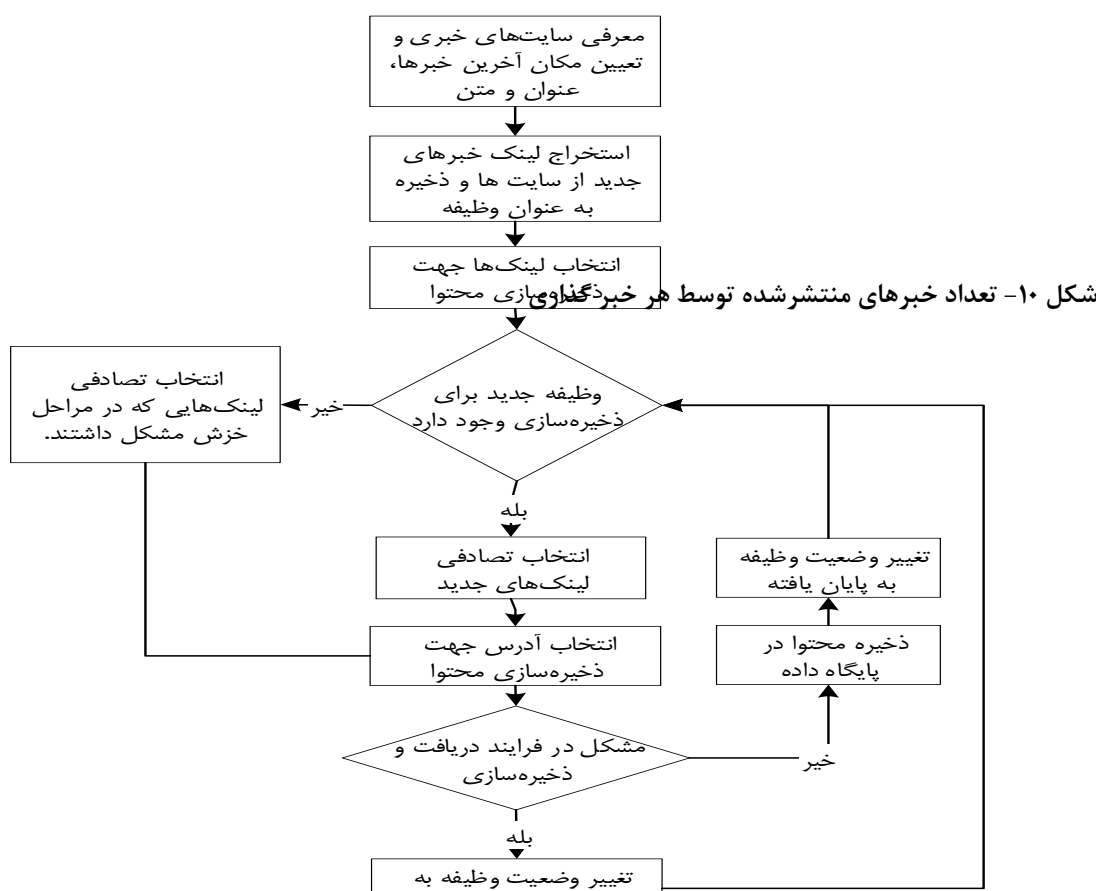 معرفی سایت‌های خبری و
تعیین مکان آخرین خبرها،
عنوان و متن
استخراج لینک خبرهای
جدید از سایت ها و ذخیره
به عنوان وظیفه
انتخاب لینک‌ها جهت
ذخیره‌سازی محتوا
شکل ۱۰- تعداد خبرهای منتشرشده توسط هر خبر گذاری
وظیفه جدید برای
ذخیره‌سازی وجود دارد
خیر
انتخاب تصادفی
لینک‌هایی که در مراحل
خزش مشکل داشتند.
بله
انتخاب تصادفی
لینک‌های جدید
انتخاب آدرس جهت
ذخیره‌سازی محتوا
مشکل در فرایند دریافت و
ذخیره‌سازی
خیر
ذخیره محتوا در
پایگاه داده
تغییر وضعیت وظیفه
به پایان یافته
بله
تغییر وضعیت وظیفه به